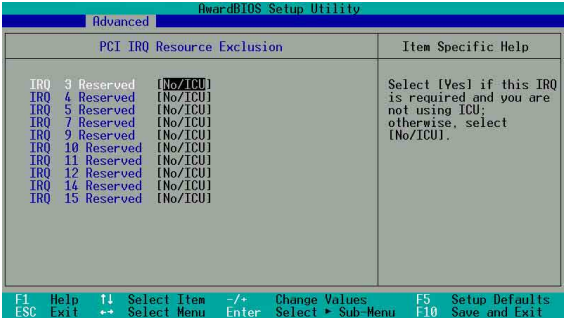 AwardBIOS Setup Utility
Advanced
PCI IRQ Resource Exclusion
Item Specific Help
IRQ 3 Reserved [No/ICU]
IRQ 4 Reserved [No/ICU]
IRQ 5 Reserved [No/ICU]
IRQ 7 Reserved [No/ICU]
IRQ 9 Reserved [No/ICU]
IRQ 10 Reserved [No/ICU]
IRQ 11 Reserved [No/ICU]
IRQ 12 Reserved [No/ICU]
IRQ 14 Reserved [No/ICU]
IRQ 15 Reserved [No/ICU]
Select [Yes] if this IRQ
is required and you are
not using ICU;
otherwise, select
[No/ICU].
F1 Help ↑↓ Select Item -/+ Change Values F5 Setup Defaults
ESC Exit ←→ Select Menu Enter Select ► Sub-Menu F10 Save and Exit